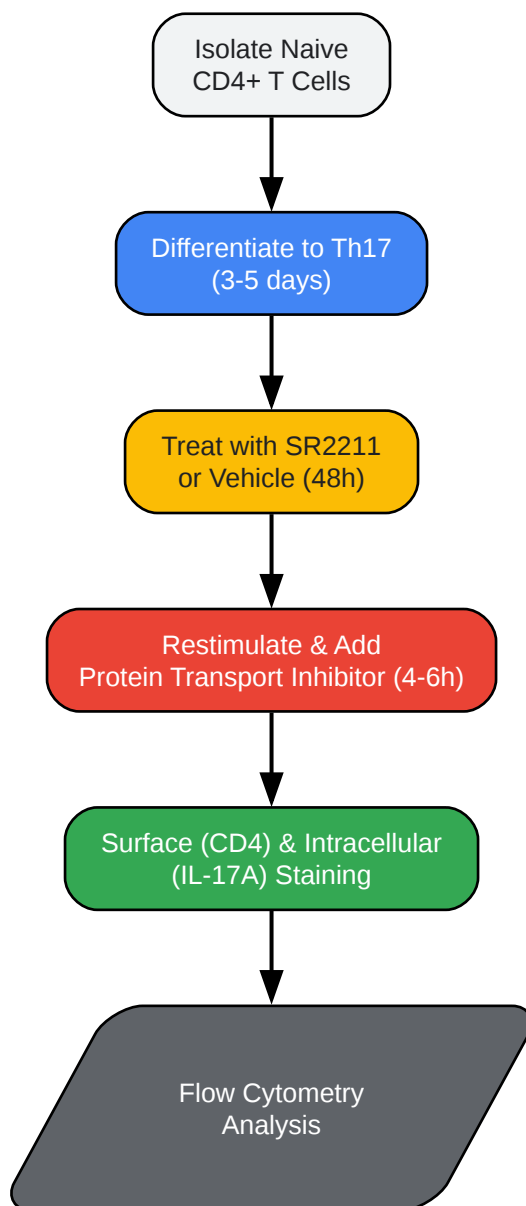 Isolate Naive
CD4+ T Cells
Differentiate to Th17
(3-5 days)
Treat with SR2211
or Vehicle (48h)
Restimulate & Add
Protein Transport Inhibitor (4-6h)
Surface (CD4) & Intracellular
(IL-17A) Staining
Flow Cytometry
Analysis